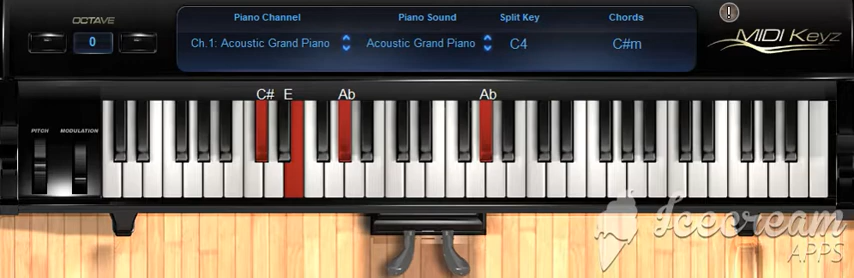 OCTAVE
0
Piano Channel
Piano Sound
Split Key
Chords
Ch.1: Acoustic Grand Piano
Acoustic Grand Piano
C4
C#m
!
MIDI Keyz
C# E Ab Ab
PITCH MODULATION
Icecream
APPS